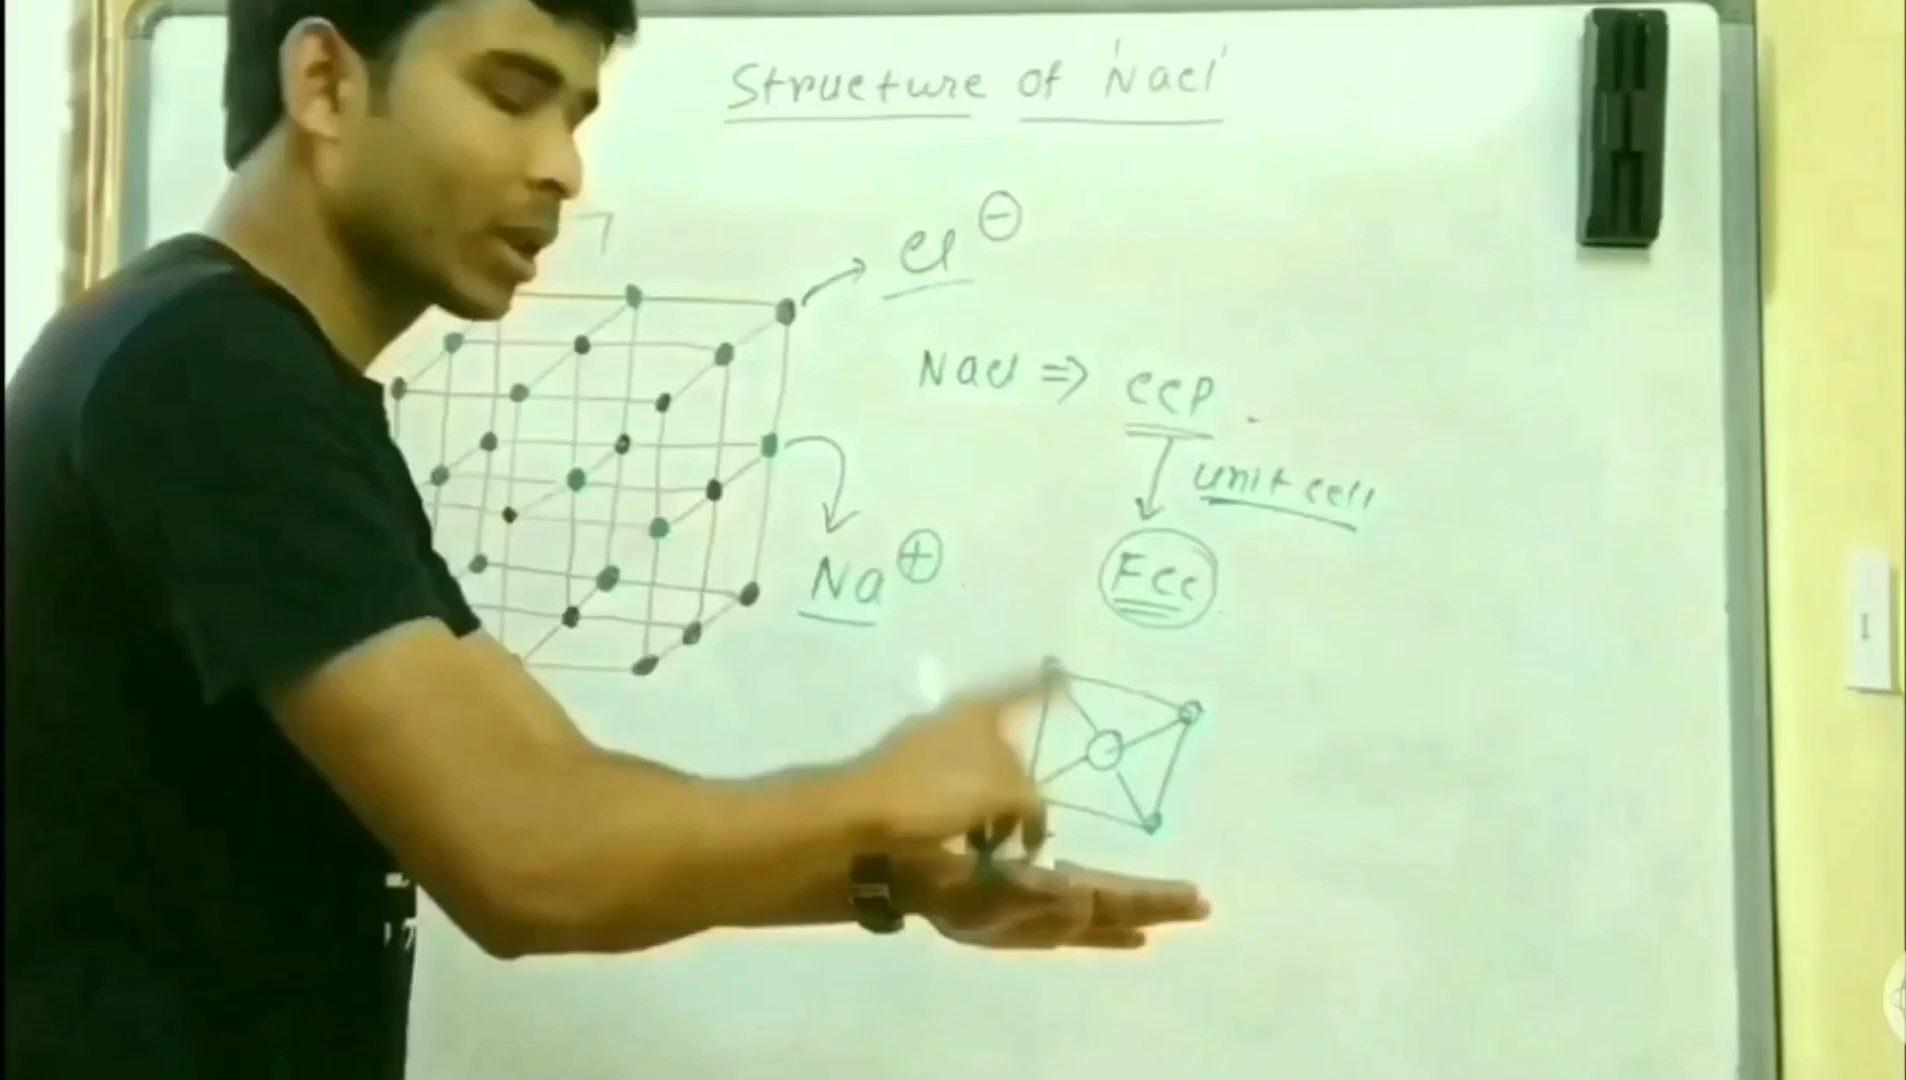 Structure of 'Nacl'
Cl ⊖
Nacl ⇒ ccp
unit cell
Na ⊕
Fcc